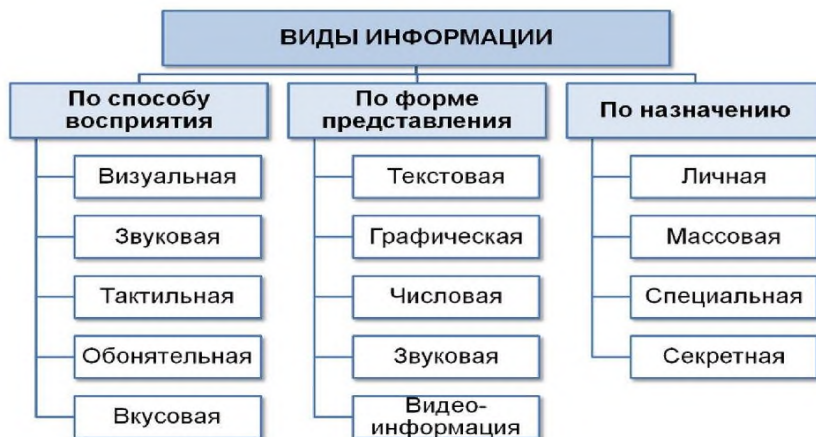 ВИДЫ ИНФОРМАЦИИ
По способу
восприятия
Визуальная
Звуковая
Тактильная
Обонятельная
Вкусовая
По форме
представления
Текстовая
Графическая
Числовая
Звуковая
Видео-
информация
По назначению
Личная
Массовая
Специальная
Секретная